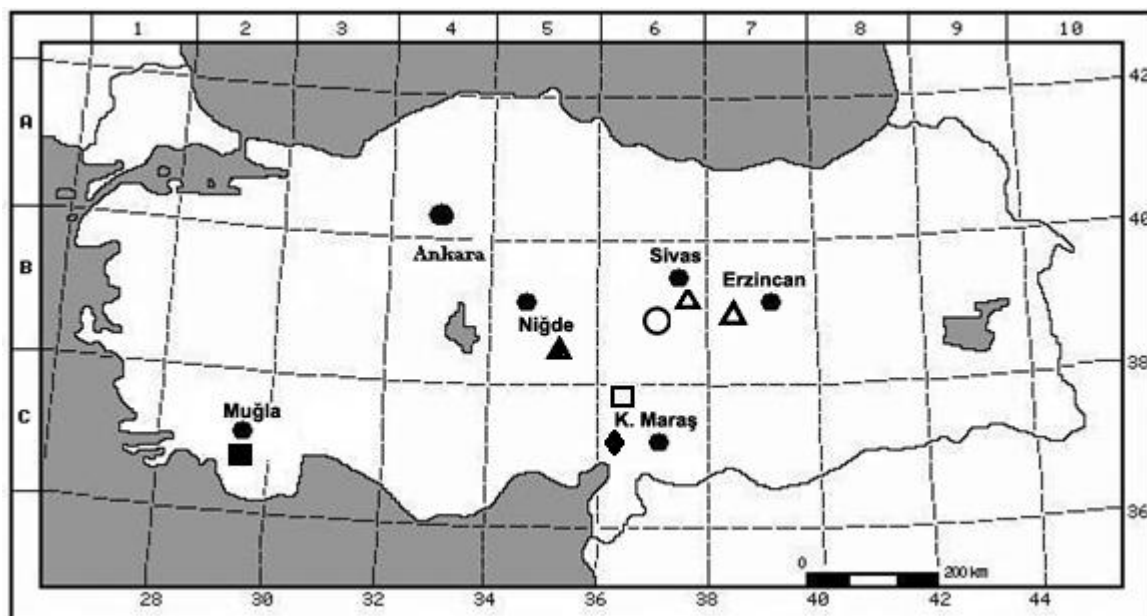 1 2 3 4 5 6 7 8 9 10
42
A
40
Ankara
Sivas
Erzincan
B
Niğde
38
Muğla
K. Maraş
C
36
0
200 km
28 30 32 34 36 38 40 42 44